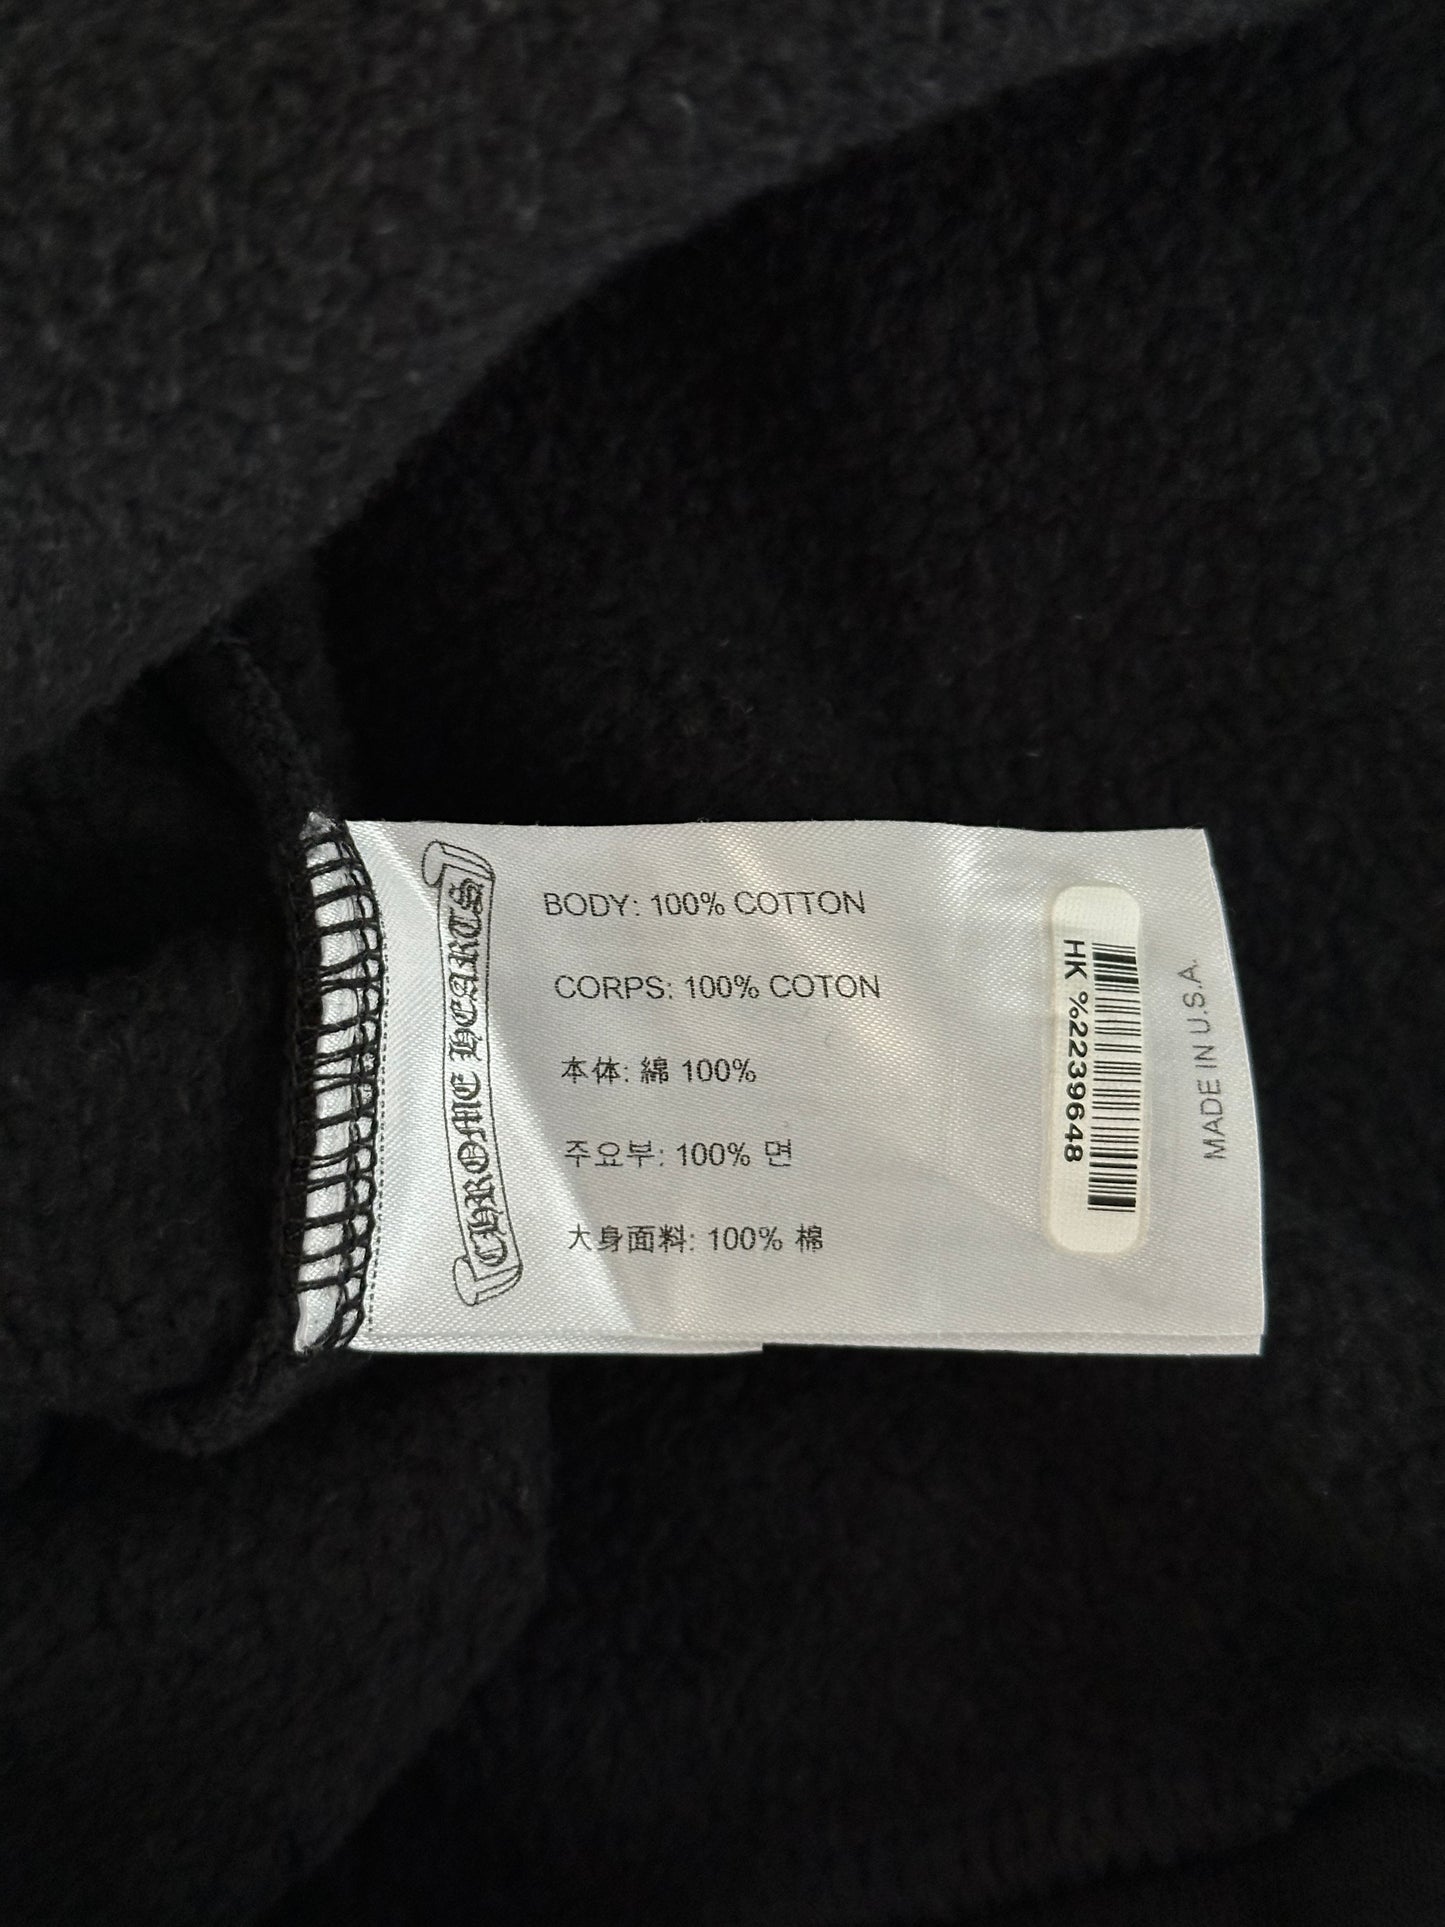 CHROME HEARTS
BODY: 100% COTTON
CORPS: 100% COTON
本体: 綿 100%
주요부: 100% 면
大身面料: 100% 棉
HK %2239648
MADE IN U.S.A.